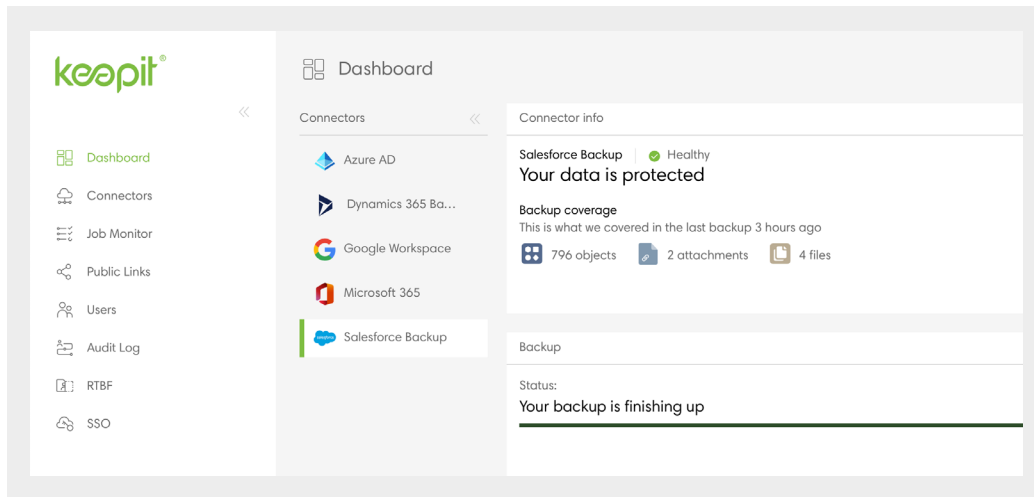 keepit®
Dashboard
Connectors
Job Monitor
Public Links
Users
Audit Log
RTBF
SSO
Dashboard
Connectors
Azure AD
Dynamics 365 Ba...
Google Workspace
Microsoft 365
Salesforce Backup
Connector info
Salesforce Backup Healthy
Your data is protected
Backup coverage
This is what we covered in the last backup 3 hours ago
796 objects 2 attachments 4 files
Backup
Status:
Your backup is finishing up